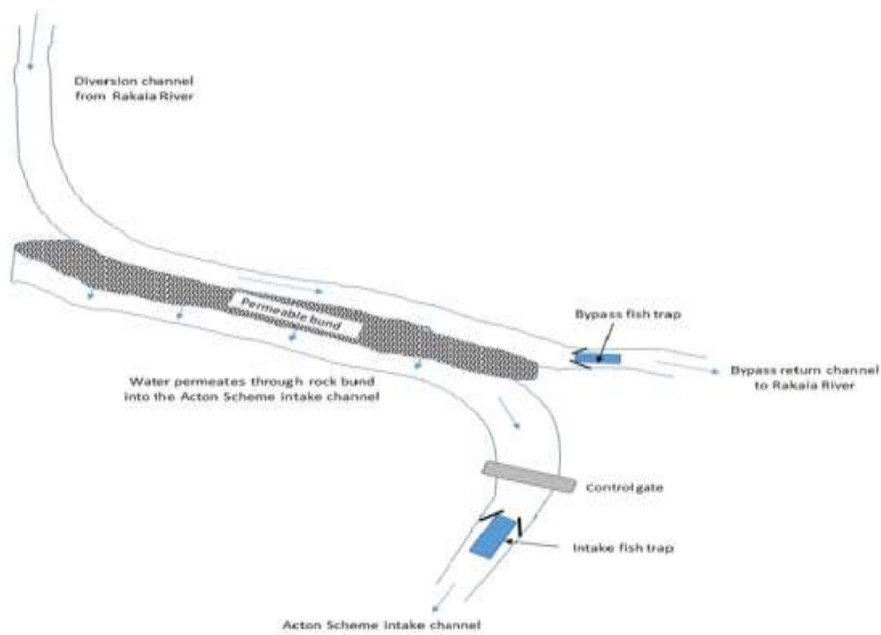 Diversion channel
from Rakaia River
Permeable bund
Bypass fish trap
Bypass return channel
to Rakaia River
Water permeates through rock bund
into the Acton Scheme intake channel
Control gate
Intake fish trap
Acton Scheme intake channel